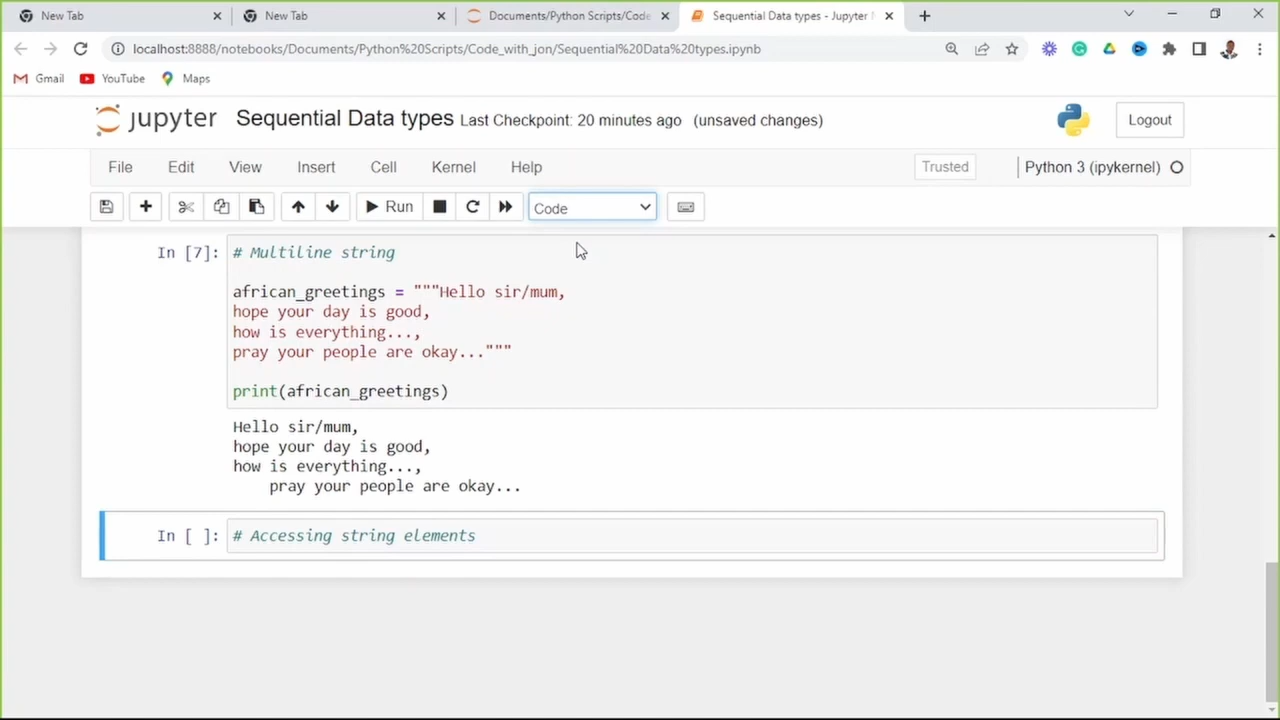 New Tab
New Tab
Documents/Python Scripts/Code
Sequential Data types - Jupyter N
localhost:8888/notebooks/Documents/Python%20Scripts/Code_with_jon/Sequential%20Data%20types.ipynb
Gmail YouTube Maps
jupyter Sequential Data types Last Checkpoint: 20 minutes ago (unsaved changes) Logout
File Edit View Insert Cell Kernel Help Trusted Python 3 (ipykernel)
Run Code
In [7]: # Multiline string
african_greetings = """Hello sir/mum,
hope your day is good,
how is everything...,
pray your people are okay..."""
print(african_greetings)
Hello sir/mum,
hope your day is good,
how is everything...,
    pray your people are okay...
In [ ]: # Accessing string elements